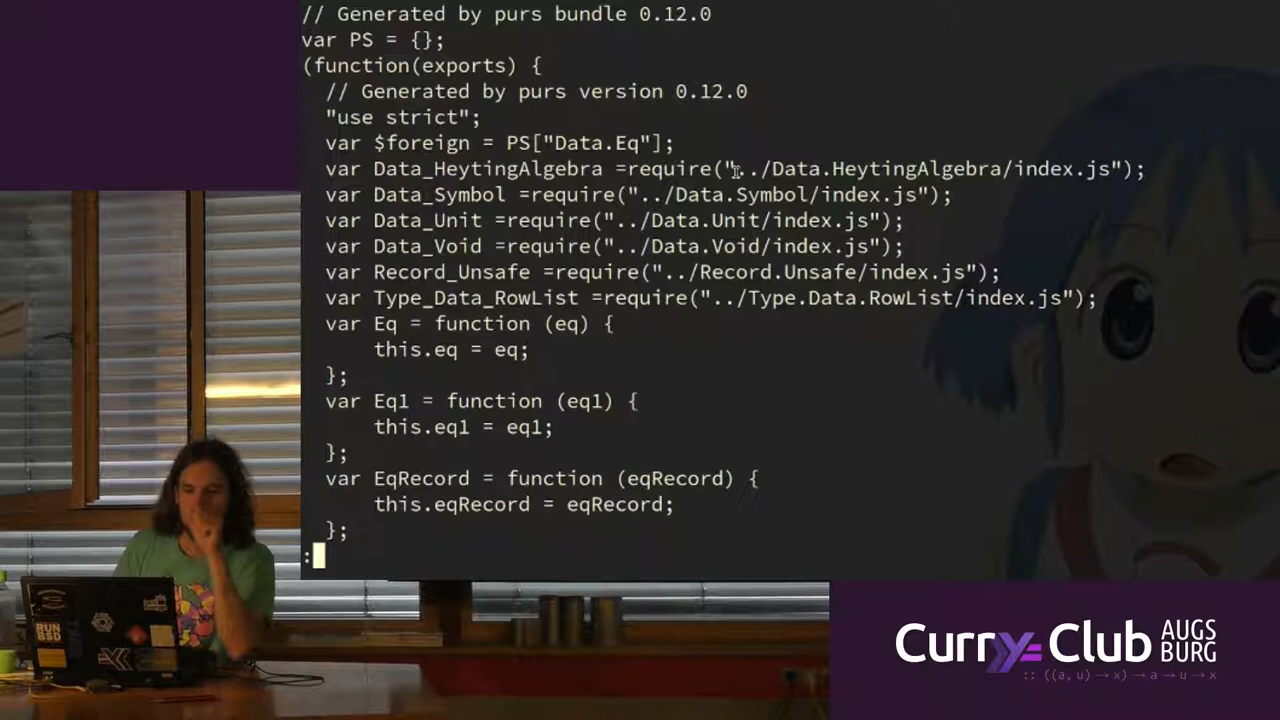 // Generated by purs bundle 0.12.0
var PS = {};
(function(exports) {
  // Generated by purs version 0.12.0
  "use strict";
  var $foreign = PS["Data.Eq"];
  var Data_HeytingAlgebra =require("../Data.HeytingAlgebra/index.js");
  var Data_Symbol =require("../Data.Symbol/index.js");
  var Data_Unit =require("../Data.Unit/index.js");
  var Data_Void =require("../Data.Void/index.js");
  var Record_Unsafe =require("../Record.Unsafe/index.js");
  var Type_Data_RowList =require("../Type.Data.RowList/index.js");
  var Eq = function (eq) {
      this.eq = eq;
  };
  var Eq1 = function (eq1) {
      this.eq1 = eq1;
  };
  var EqRecord = function (eqRecord) {
      this.eqRecord = eqRecord;
  };
:
RUN
BSD
Curry Club AUGS
BURG
:: ((a, u) → x) → a → u → x